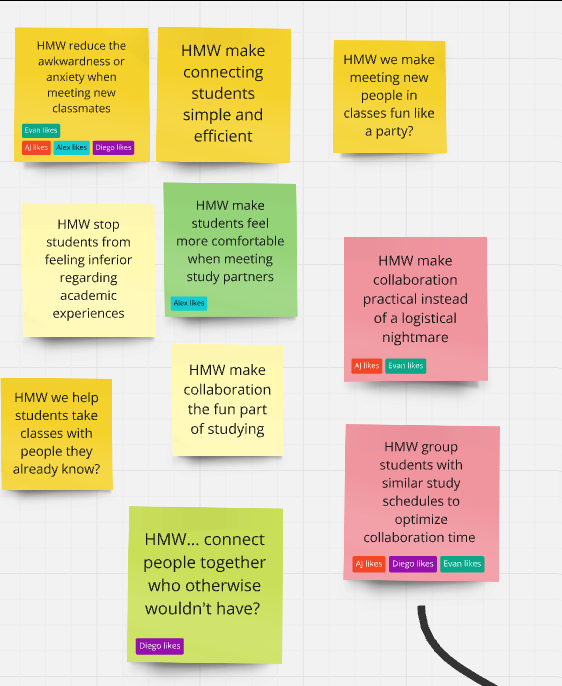 HMW reduce the
awkwardness or
anxiety when
meeting new
classmates
Evan likes
AJ likes Alex likes Diego likes
HMW make
connecting
students
simple and
efficient
HMW we make
meeting new
people in
classes fun like
a party?
HMW stop
students from
feeling inferior
regarding
academic
experiences
HMW make
students feel
more comfortable
when meeting
study partners
Alex likes
HMW make
collaboration
practical instead
of a logistical
nightmare
AJ likes Evan likes
HMW we help
students take
classes with
people they
already know?
HMW make
collaboration
the fun part
of studying
HMW group
students with
similar study
schedules to
optimize
collaboration time
AJ likes Diego likes Evan likes
HMW... connect
people together
who otherwise
wouldn't have?
Diego likes